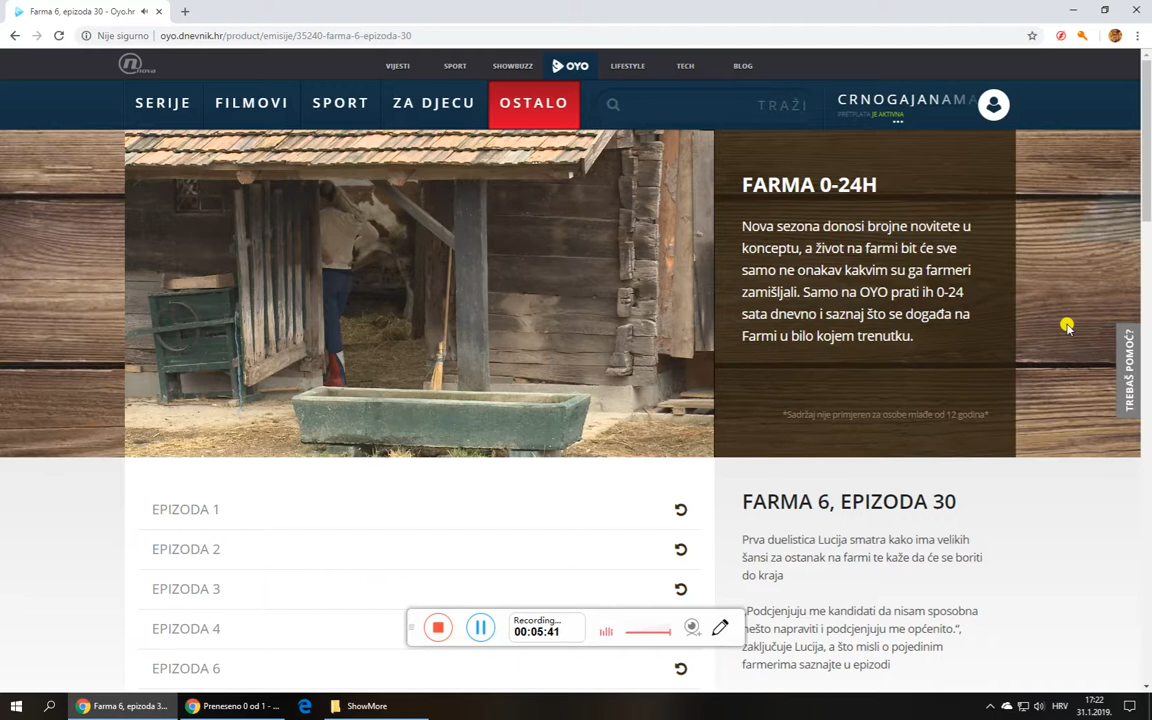 Farma 6, epizoda 30 - Oyo.hr
Nije sigurno
oyo.dnevnik.hr/product/emisije/35240-farma-6-epizoda-30
nova
VIJESTI
SPORT
SHOWBUZZ
OYO
LIFESTYLE
TECH
BLOG
SERIJE
FILMOVI
SPORT
ZA DJECU
OSTALO
TRAŽI
CRNOGAJANAMA
PRETPLATA JE AKTIVNA
FARMA 0-24H
Nova sezona donosi brojne novitete u
konceptu, a život na farmi bit će sve
samo ne onakav kakvim su ga farmeri
zamišljali. Samo na OYO prati ih 0-24
sata dnevno i saznaj što se događa na
Farmi u bilo kojem trenutku.
*Sadržaj nije primjeren za osobe mlađe od 12 godina*
TREBAŠ POMOĆ?
EPIZODA 1
EPIZODA 2
EPIZODA 3
EPIZODA 4
EPIZODA 6
FARMA 6, EPIZODA 30
Prva duelistica Lucija smatra kako ima velikih
šansi za ostanak na farmi te kaže da će se boriti
do kraja
„Podcjenjuju me kandidati da nisam sposobna
nešto napraviti i podcjenjuju me općenito.“,
zaključuje Lucija, a što misli o pojedinim
farmerima saznajte u epizodi
Recording...
00:05:41
Farma 6, epizoda 3...
Preneseno 0 od 1 - ...
ShowMore
HRV
17:22
31.1.2019.